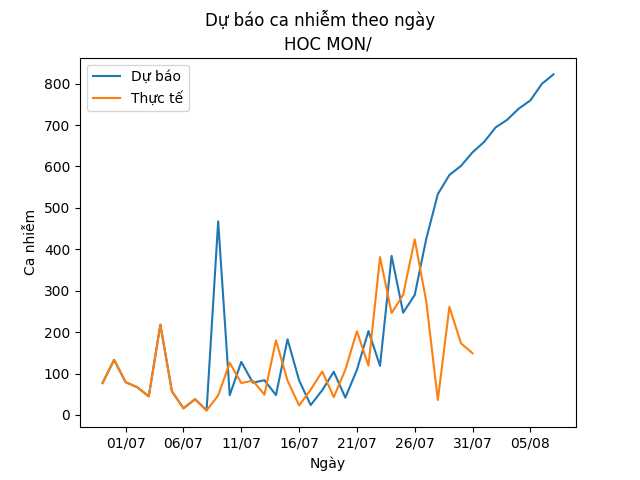 Dự báo ca nhiễm theo ngày
HOC MON/
Dự báo
Thực tế
Ca nhiễm
800
700
600
500
400
300
200
100
0
01/07 06/07 11/07 16/07 21/07 26/07 31/07 05/08
Ngày